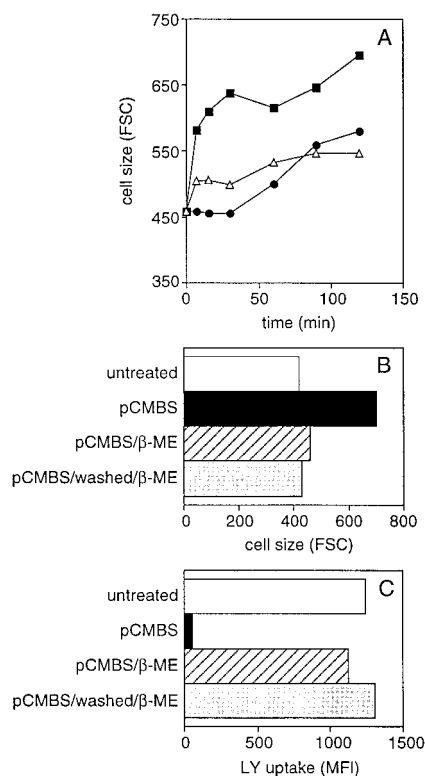 A
750
650
550
450
350
cell size (FSC)
0
50
100
150
time (min)
B
untreated
pCMBS
pCMBS/β-ME
pCMBS/washed/β-ME
0
200
400
600
800
cell size (FSC)
C
untreated
pCMBS
pCMBS/β-ME
pCMBS/washed/β-ME
0
500
1000
1500
LY uptake (MFI)